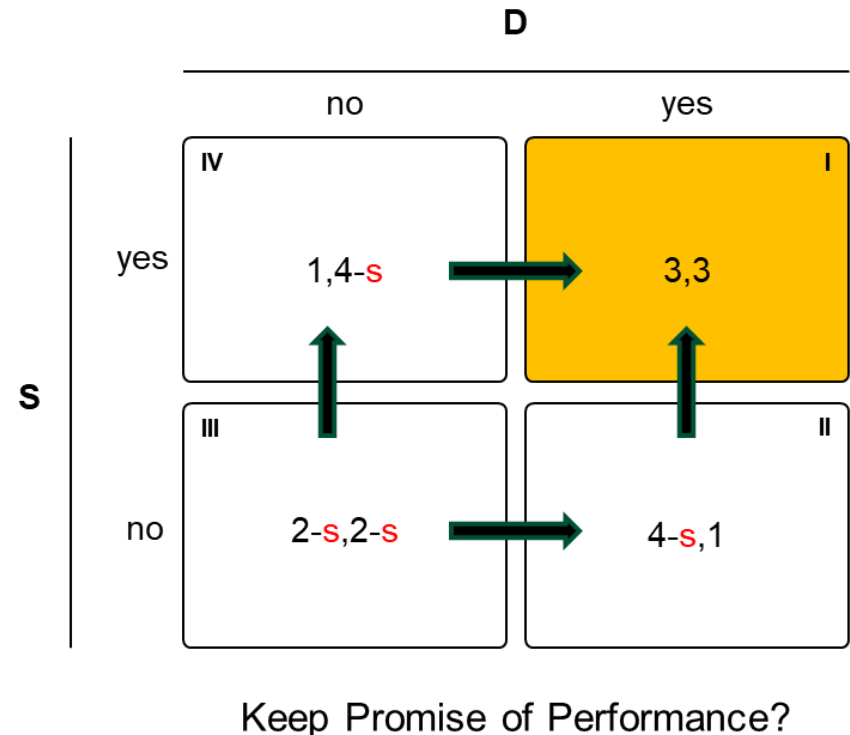 D
no yes
IV I
yes 1,4-s 3,3
S
III II
no 2-s,2-s 4-s,1
Keep Promise of Performance?